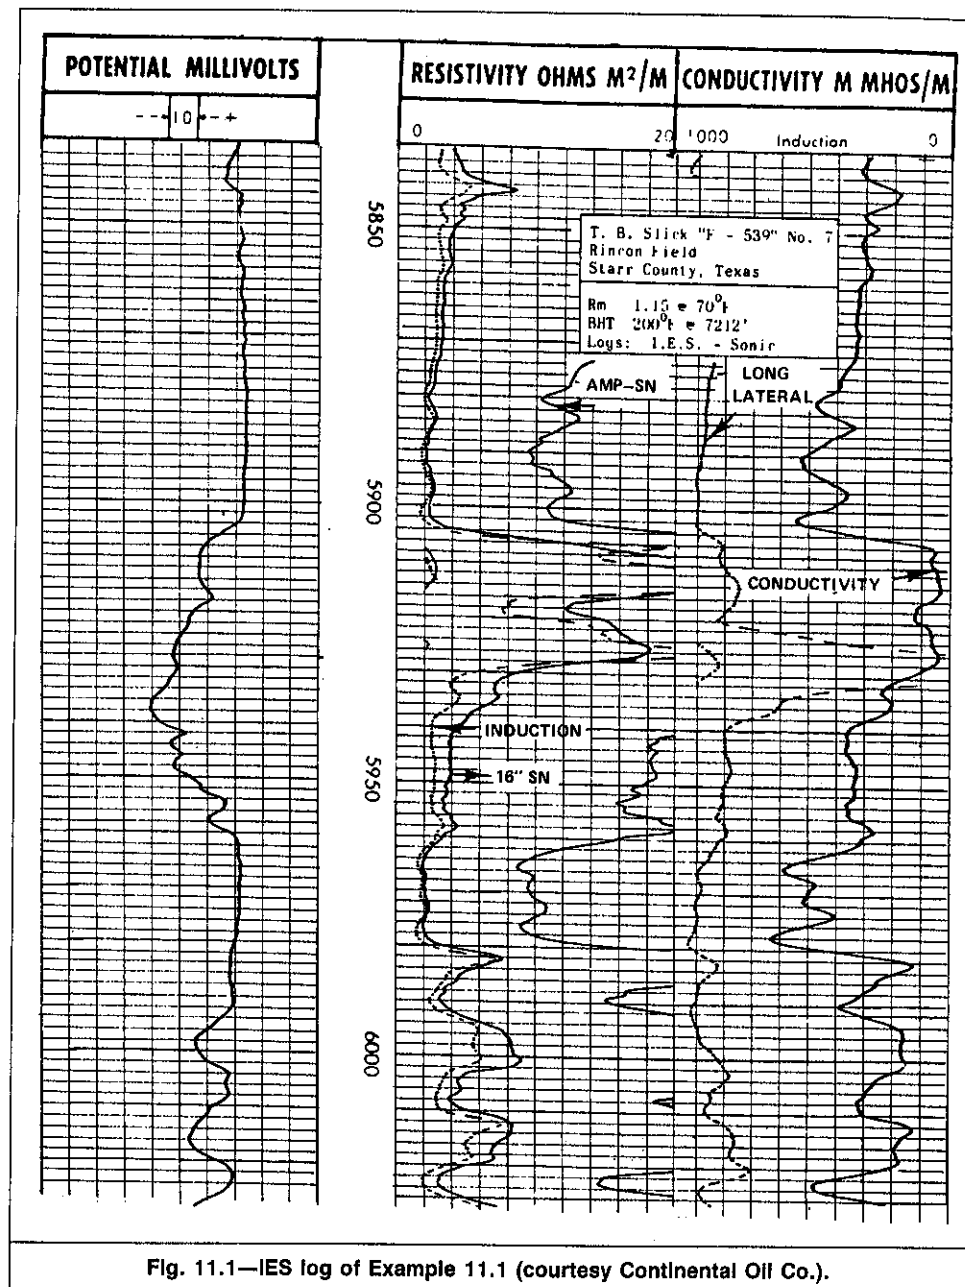 POTENTIAL MILLIVOLTS
RESISTIVITY OHMS M²/M
CONDUCTIVITY M MHOS/M
--10-+
0
20
1000
Induction
0
5850
T. B. Slick "F - 539" No. 7
Rincon Field
Starr County, Texas
Rm 1.15 @ 70°F
BHT 200°F @ 7212'
Logs: I.E.S. - Sonic
AMP-SN
LONG
LATERAL
5900
CONDUCTIVITY
INDUCTION
16" SN
5950
6000
Fig. 11.1—IES log of Example 11.1 (courtesy Continental Oil Co.).